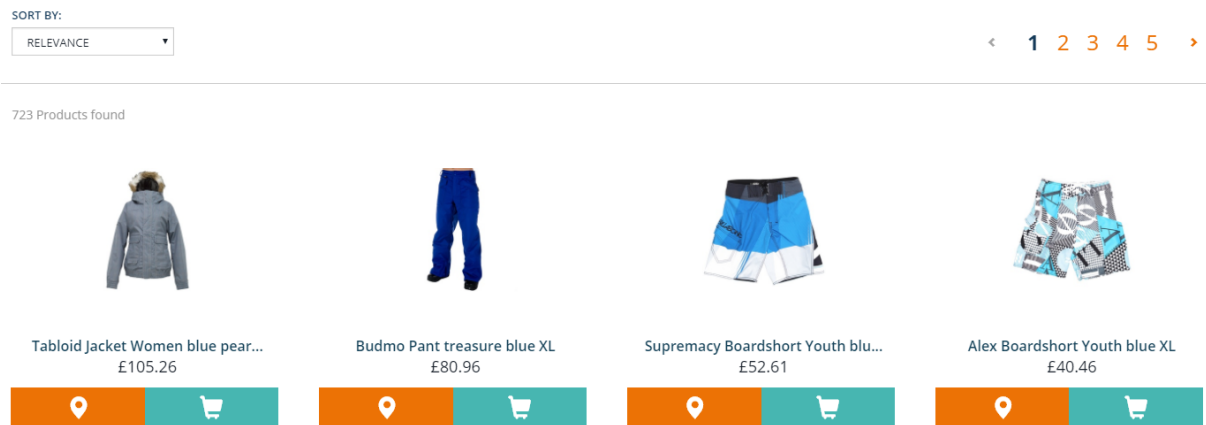 SORT BY:
RELEVANCE
1 2 3 4 5
723 Products found
Tabloid Jacket Women blue pear...
£105.26
Budmo Pant treasure blue XL
£80.96
Supremacy Boardshort Youth blu...
£52.61
Alex Boardshort Youth blue XL
£40.46